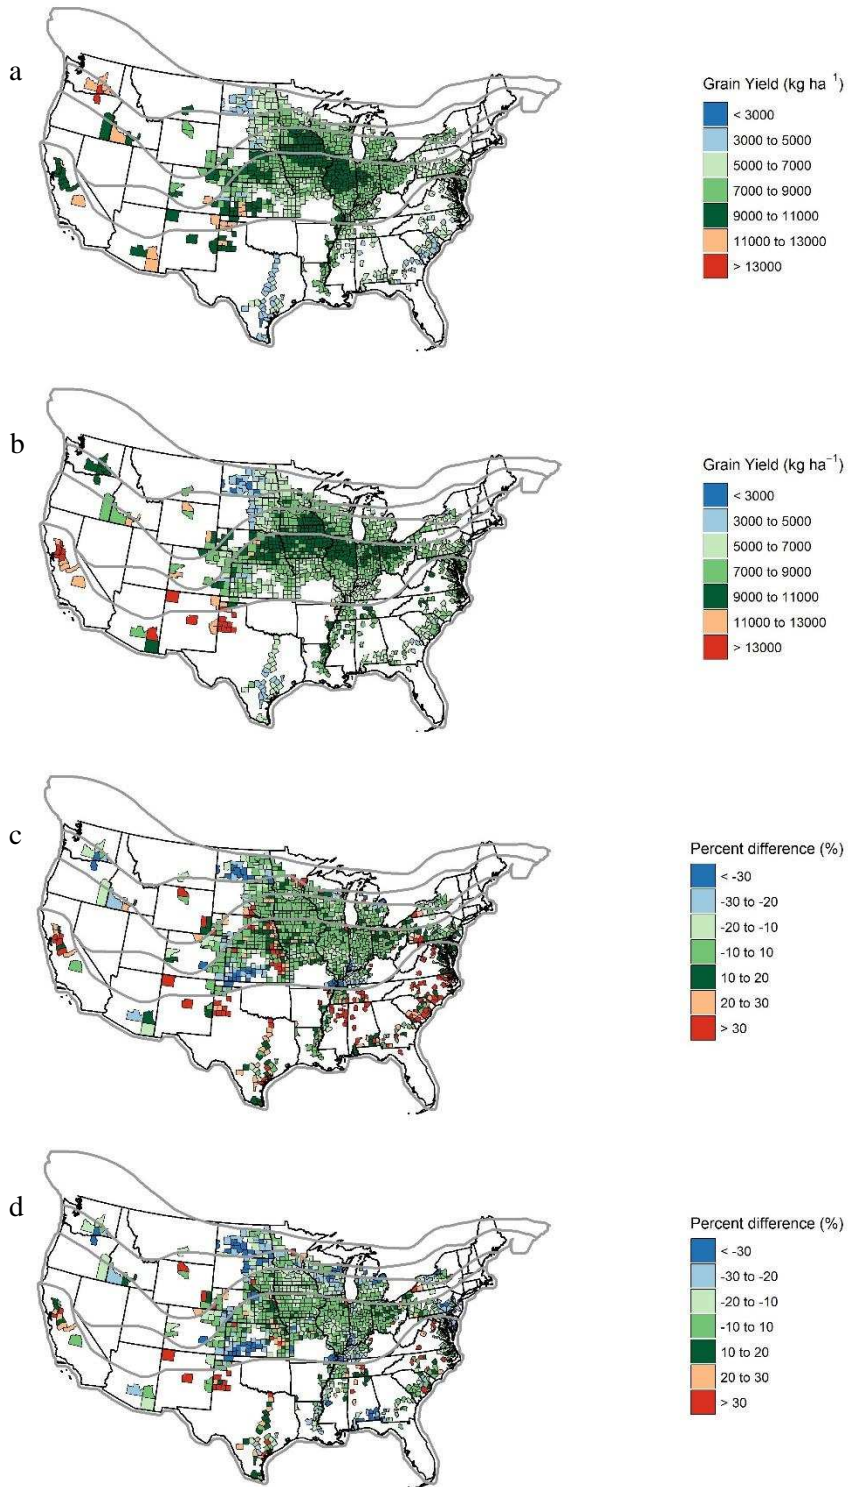 a
Grain Yield (kg ha ⁻¹)
< 3000
3000 to 5000
5000 to 7000
7000 to 9000
9000 to 11000
11000 to 13000
> 13000
b
Grain Yield (kg ha⁻¹)
< 3000
3000 to 5000
5000 to 7000
7000 to 9000
9000 to 11000
11000 to 13000
> 13000
c
Percent difference (%)
< -30
-30 to -20
-20 to -10
-10 to 10
10 to 20
20 to 30
> 30
d
Percent difference (%)
< -30
-30 to -20
-20 to -10
-10 to 10
10 to 20
20 to 30
> 30